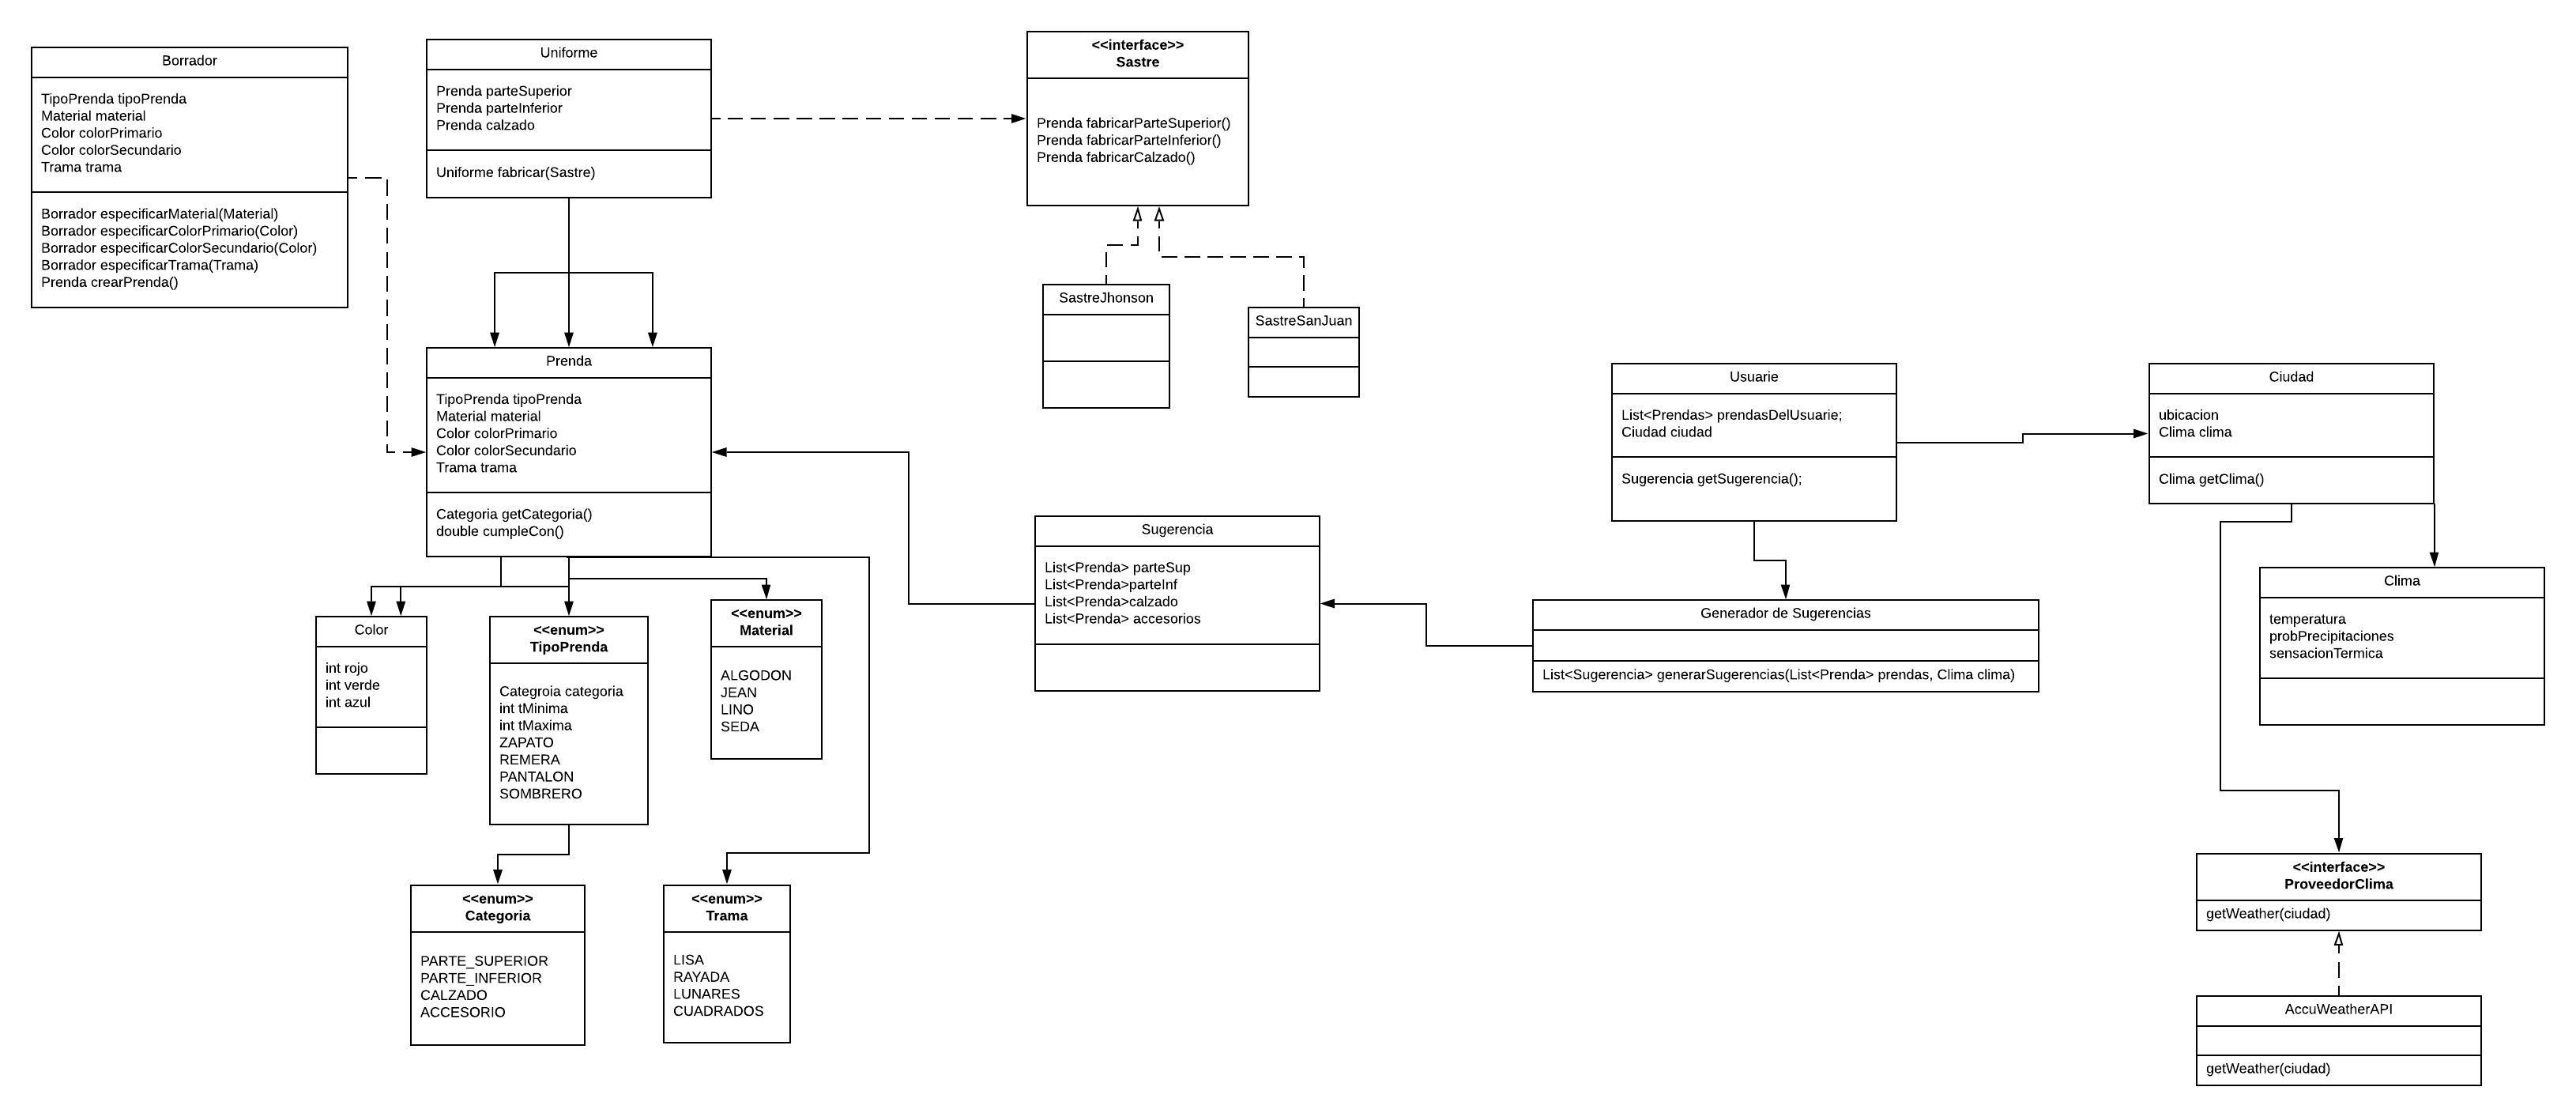 Borrador
TipoPrenda tipoPrenda
Material material
Color colorPrimario
Color colorSecundario
Trama trama
Borrador especificarMaterial(Material)
Borrador especificarColorPrimario(Color)
Borrador especificarColorSecundario(Color)
Borrador especificarTrama(Trama)
Prenda crearPrenda()
Uniforme
Prenda parteSuperior
Prenda parteInferior
Prenda calzado
Uniforme fabricar(Sastre)
<<interface>>
Sastre
Prenda fabricarParteSuperior()
Prenda fabricarParteInferior()
Prenda fabricarCalzado()
SastreJhonson
SastreSanJuan
Prenda
TipoPrenda tipoPrenda
Material material
Color colorPrimario
Color colorSecundario
Trama trama
Categoria getCategoria()
double cumpleCon()
Usuarie
List<Prendas> prendasDelUsuarie;
Ciudad ciudad
Sugerencia getSugerencia();
Ciudad
ubicacion
Clima clima
Clima getClima()
Sugerencia
List<Prenda> parteSup
List<Prenda>parteInf
List<Prenda>calzado
List<Prenda> accesorios
Generador de Sugerencias
List<Sugerencia> generarSugerencias(List<Prenda> prendas, Clima clima)
Clima
temperatura
probPrecipitaciones
sensacionTermica
Color
int rojo
int verde
int azul
<<enum>>
TipoPrenda
Categroia categoria
int tMinima
int tMaxima
ZAPATO
REMERA
PANTALON
SOMBRERO
<<enum>>
Material
ALGODON
JEAN
LINO
SEDA
<<enum>>
Categoria
PARTE_SUPERIOR
PARTE_INFERIOR
CALZADO
ACCESORIO
<<enum>>
Trama
LISA
RAYADA
LUNARES
CUADRADOS
<<interface>>
ProveedorClima
getWeather(ciudad)
AccuWeatherAPI
getWeather(ciudad)